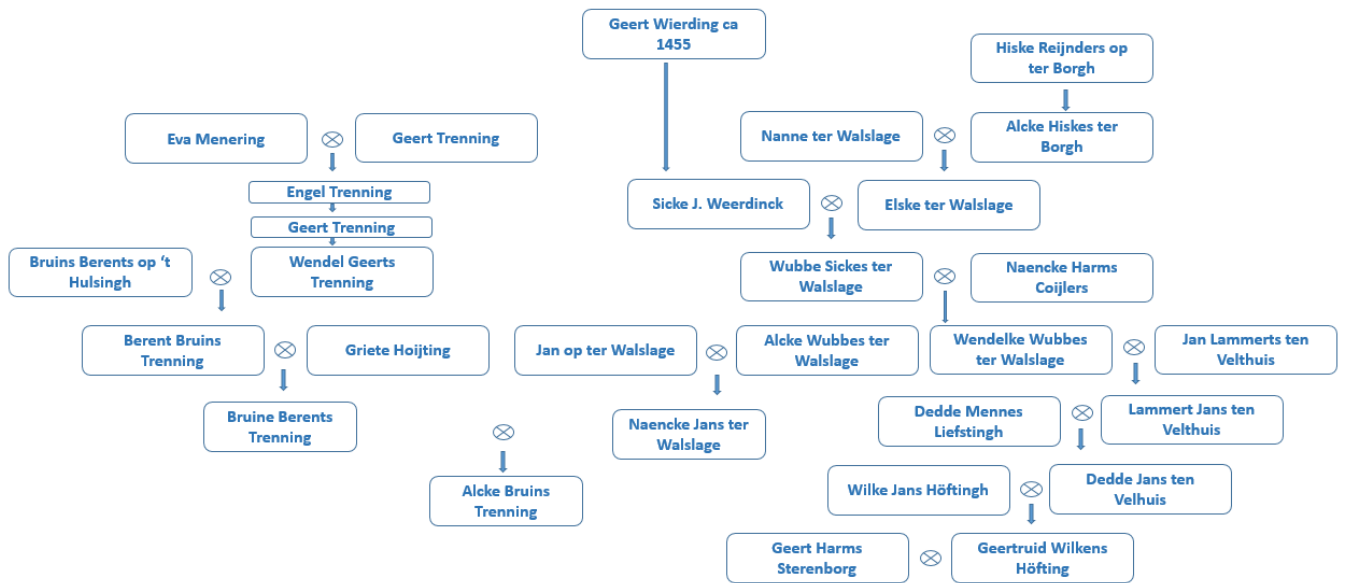 Geert Wierding ca
1455
Hiske Reijnders op
ter Borgh
Eva Menering
Geert Trenning
Nanne ter Walslage
Alcke Hiskes ter
Borgh
Engel Trenning
Sicke J. Weerdinck
Elske ter Walslage
Geert Trenning
Bruins Berents op ‘t
Hulsingh
Wendel Geerts
Trenning
Wubbe Sickes ter
Walslage
Naencke Harms
Coijlers
Berent Bruins
Trenning
Griete Hoijting
Jan op ter Walslage
Alcke Wubbes ter
Walslage
Wendelke Wubbes
ter Walslage
Jan Lammerts ten
Velthuis
Bruine Berents
Trenning
Naencke Jans ter
Walslage
Dedde Mennes
Liefstingh
Lammert Jans ten
Velthuis
Alcke Bruins
Trenning
Wilke Jans Höftingh
Dedde Jans ten
Velhuis
Geert Harms
Sterenborg
Geertruid Wilkens
Höfting